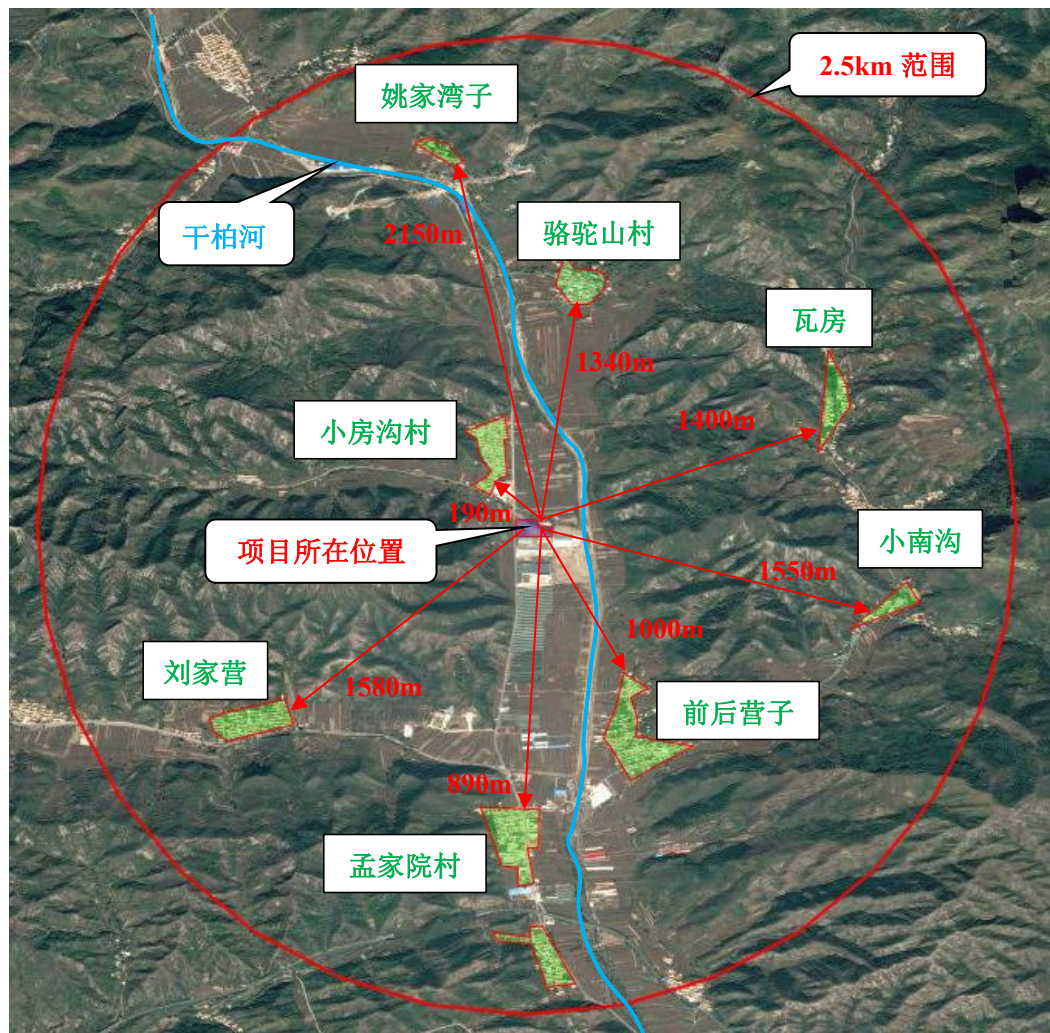 2.5km 范围
姚家湾子
干柏河
2150m
骆驼山村
瓦房
1340m
小房沟村
1400m
190m
项目所在位置
小南沟
1550m
1000m
刘家营
1580m
前后营子
890m
孟家院村